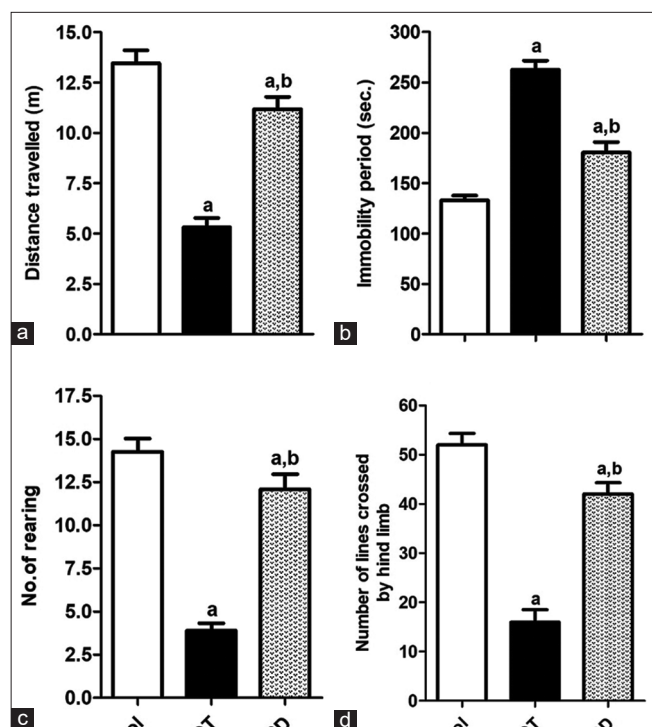 15.0
12.5
10.0
7.5
5.0
2.5
0.0
Distance travelled (m)
a
a,b
a
300
250
200
150
100
50
0
Immobility period (sec.)
a
a,b
b
17.5
15.0
12.5
10.0
7.5
5.0
2.5
No.of rearing
a
a,b
c
60
50
40
30
20
10
0
Number of lines crossed
by hind limb
a
a,b
d